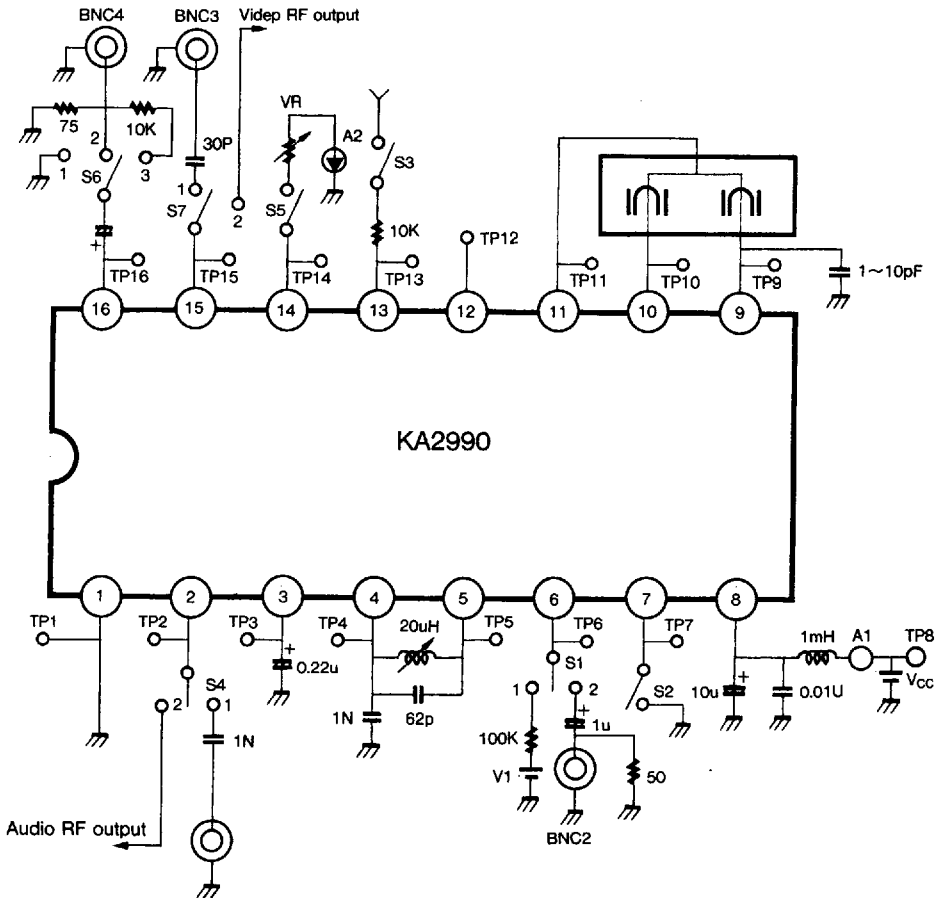 BNC4
BNC3
Videp RF output
75
10K
VR
A2
30P
S3
1
2
S6
3
1
S7
2
S5
10K
+
TP16
TP15
TP14
TP13
TP12
TP11
TP10
TP9
1~10pF
16
15
14
13
12
11
10
9
KA2990
1
2
3
4
5
6
7
8
TP1
TP2
TP3
TP4
20uH
TP5
TP6
TP7
1mH
A1
TP8
S4
2
1
+
0.22u
62p
1N
1N
S1
1
2
+
1u
S2
10u
+
0.01U
VCC
100K
V1
50
BNC2
Audio RF output